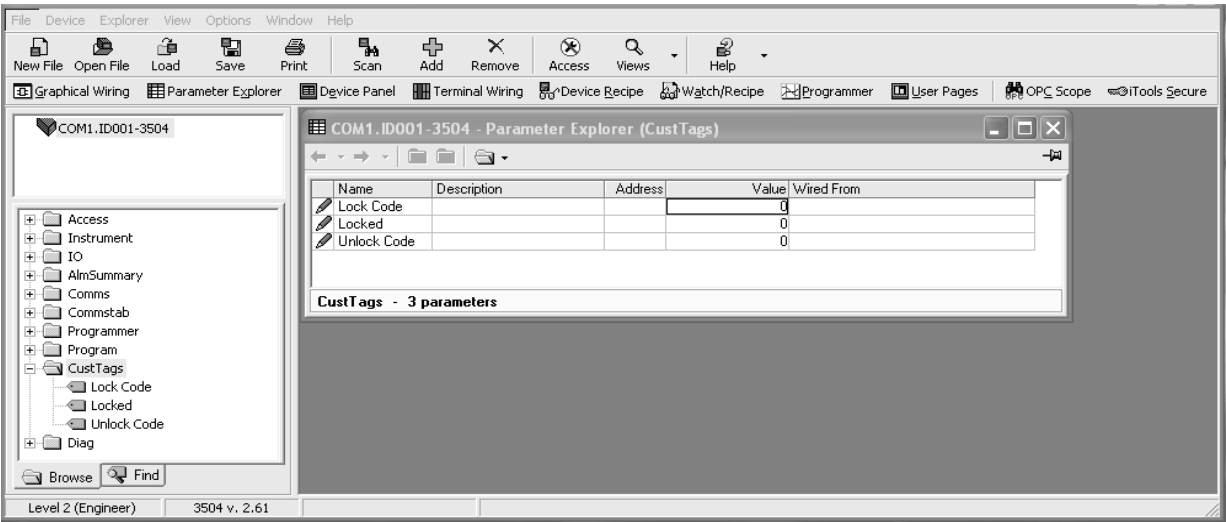 File Device Explorer View Options Window Help
New File Open File Load Save Print Scan Add Remove Access Views Help
Graphical Wiring Parameter Explorer Device Panel Terminal Wiring Device Recipe Watch/Recipe Programmer User Pages OPC Scope iTools Secure
COM1.ID001-3504
COM1.ID001-3504 - Parameter Explorer (CustTags)
Name Description Address Value Wired From
Lock Code 0
Locked 0
Unlock Code 0
CustTags - 3 parameters
Access
Instrument
IO
AlmSummary
Comms
Commstab
Programmer
Program
CustTags
Lock Code
Locked
Unlock Code
Diag
Browse Find
Level 2 (Engineer) 3504 v. 2.61